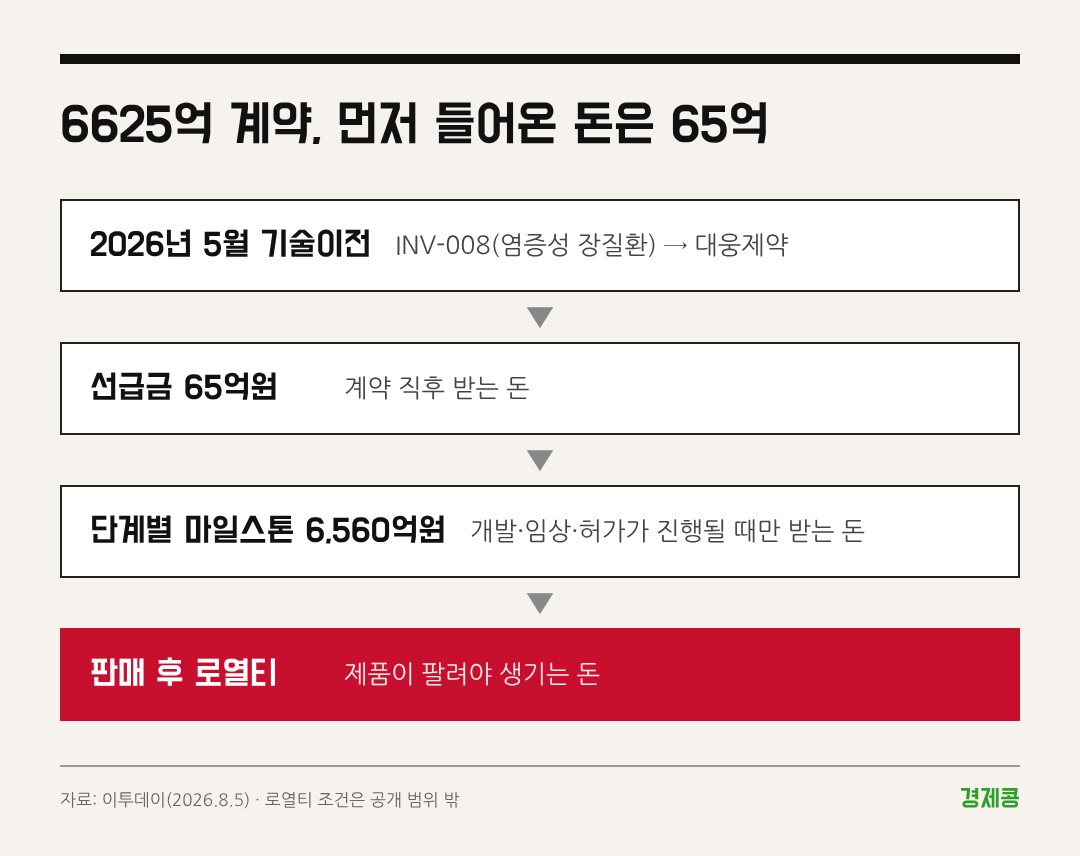 6625억 계약, 먼저 들어온 돈은 65억
2026년 5월 기술이전 INV-008(염증성 장질환) → 대웅제약
선급금 65억원 계약 직후 받는 돈
단계별 마일스톤 6,560억원 개발·임상·허가가 진행될 때만 받는 돈
판매 후 로열티 제품이 팔려야 생기는 돈
자료: 이투데이(2026.8.5) · 로열티 조건은 공개 범위 밖
경제콩